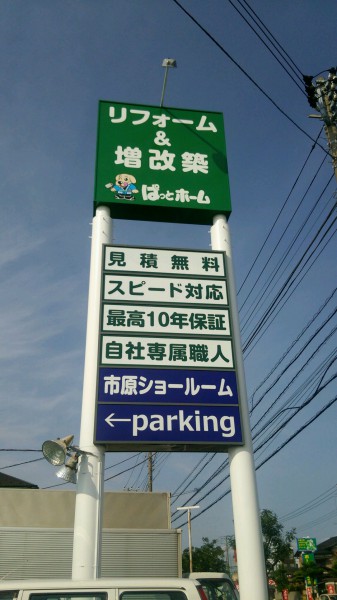 リフォーム
&
増改築
ぱっとホーム
見積無料
スピード対応
最高10年保証
自社専属職人
市原ショールーム
←parking